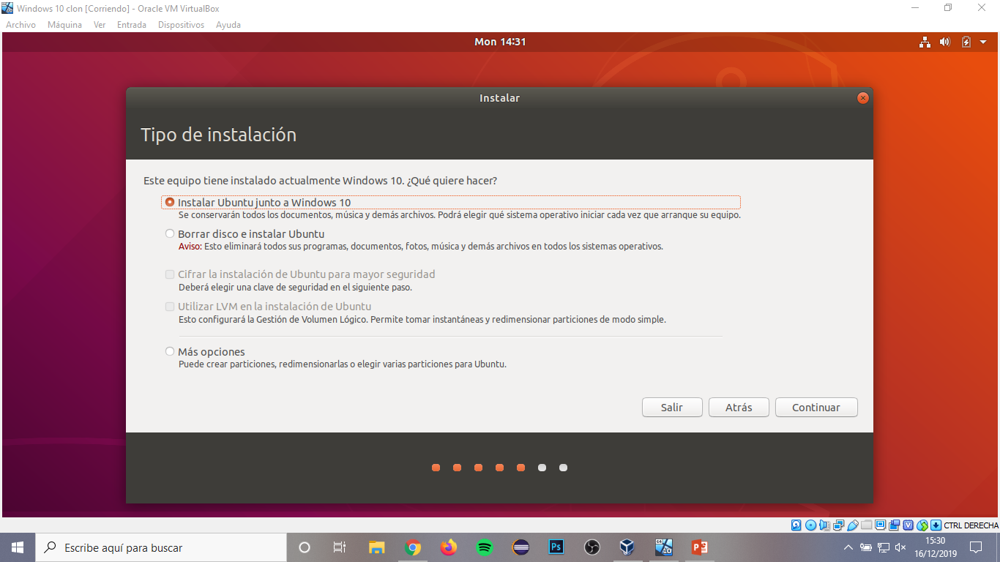 Windows 10 clon [Corriendo] - Oracle VM VirtualBox
Archivo Máquina Ver Entrada Dispositivos Ayuda
Mon 14:31
Instalar
Tipo de instalación
Este equipo tiene instalado actualmente Windows 10. ¿Qué quiere hacer?
Instalar Ubuntu junto a Windows 10
Se conservarán todos los documentos, música y demás archivos. Podrá elegir qué sistema operativo iniciar cada vez que arranque su equipo.
Borrar disco e instalar Ubuntu
Aviso: Esto eliminará todos sus programas, documentos, fotos, música y demás archivos en todos los sistemas operativos.
Cifrar la instalación de Ubuntu para mayor seguridad
Deberá elegir una clave de seguridad en el siguiente paso.
Utilizar LVM en la instalación de Ubuntu
Esto configurará la Gestión de Volumen Lógico. Permite tomar instantáneas y redimensionar particiones de modo simple.
Más opciones
Puede crear particiones, redimensionarlas o elegir varias particiones para Ubuntu.
Salir Atrás Continuar
CTRL DERECHA
Escribe aquí para buscar
Ps
64
10
P
15:30
16/12/2019